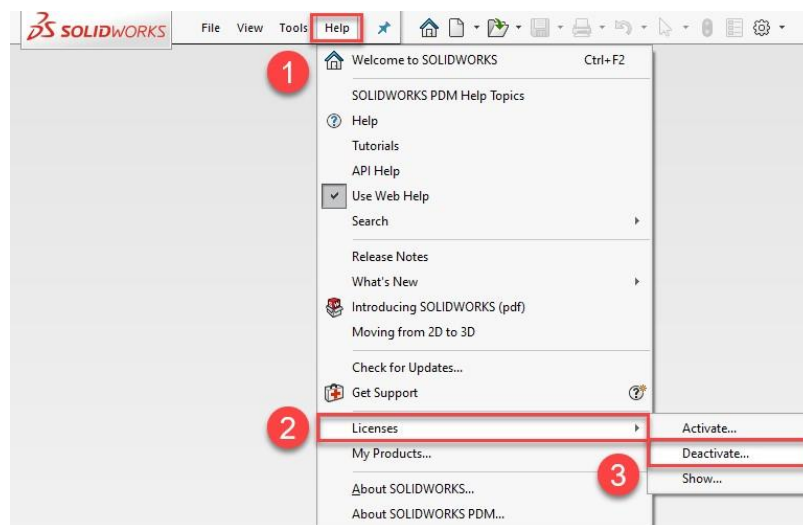 SOLIDWORKS File View Tools Help
1
Welcome to SOLIDWORKS Ctrl+F2
SOLIDWORKS PDM Help Topics
Help
Tutorials
API Help
Use Web Help
Search
Release Notes
What's New
Introducing SOLIDWORKS (pdf)
Moving from 2D to 3D
Check for Updates...
Get Support
2 Licenses Activate...
My Products... 3 Deactivate...
Show...
About SOLIDWORKS...
About SOLIDWORKS PDM...